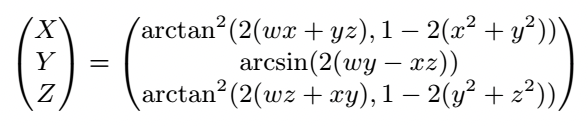 X = arctan²(2(wx + yz), 1 − 2(x² + y²))
Y = arcsin(2(wy − xz))
Z = arctan²(2(wz + xy), 1 − 2(y² + z²))